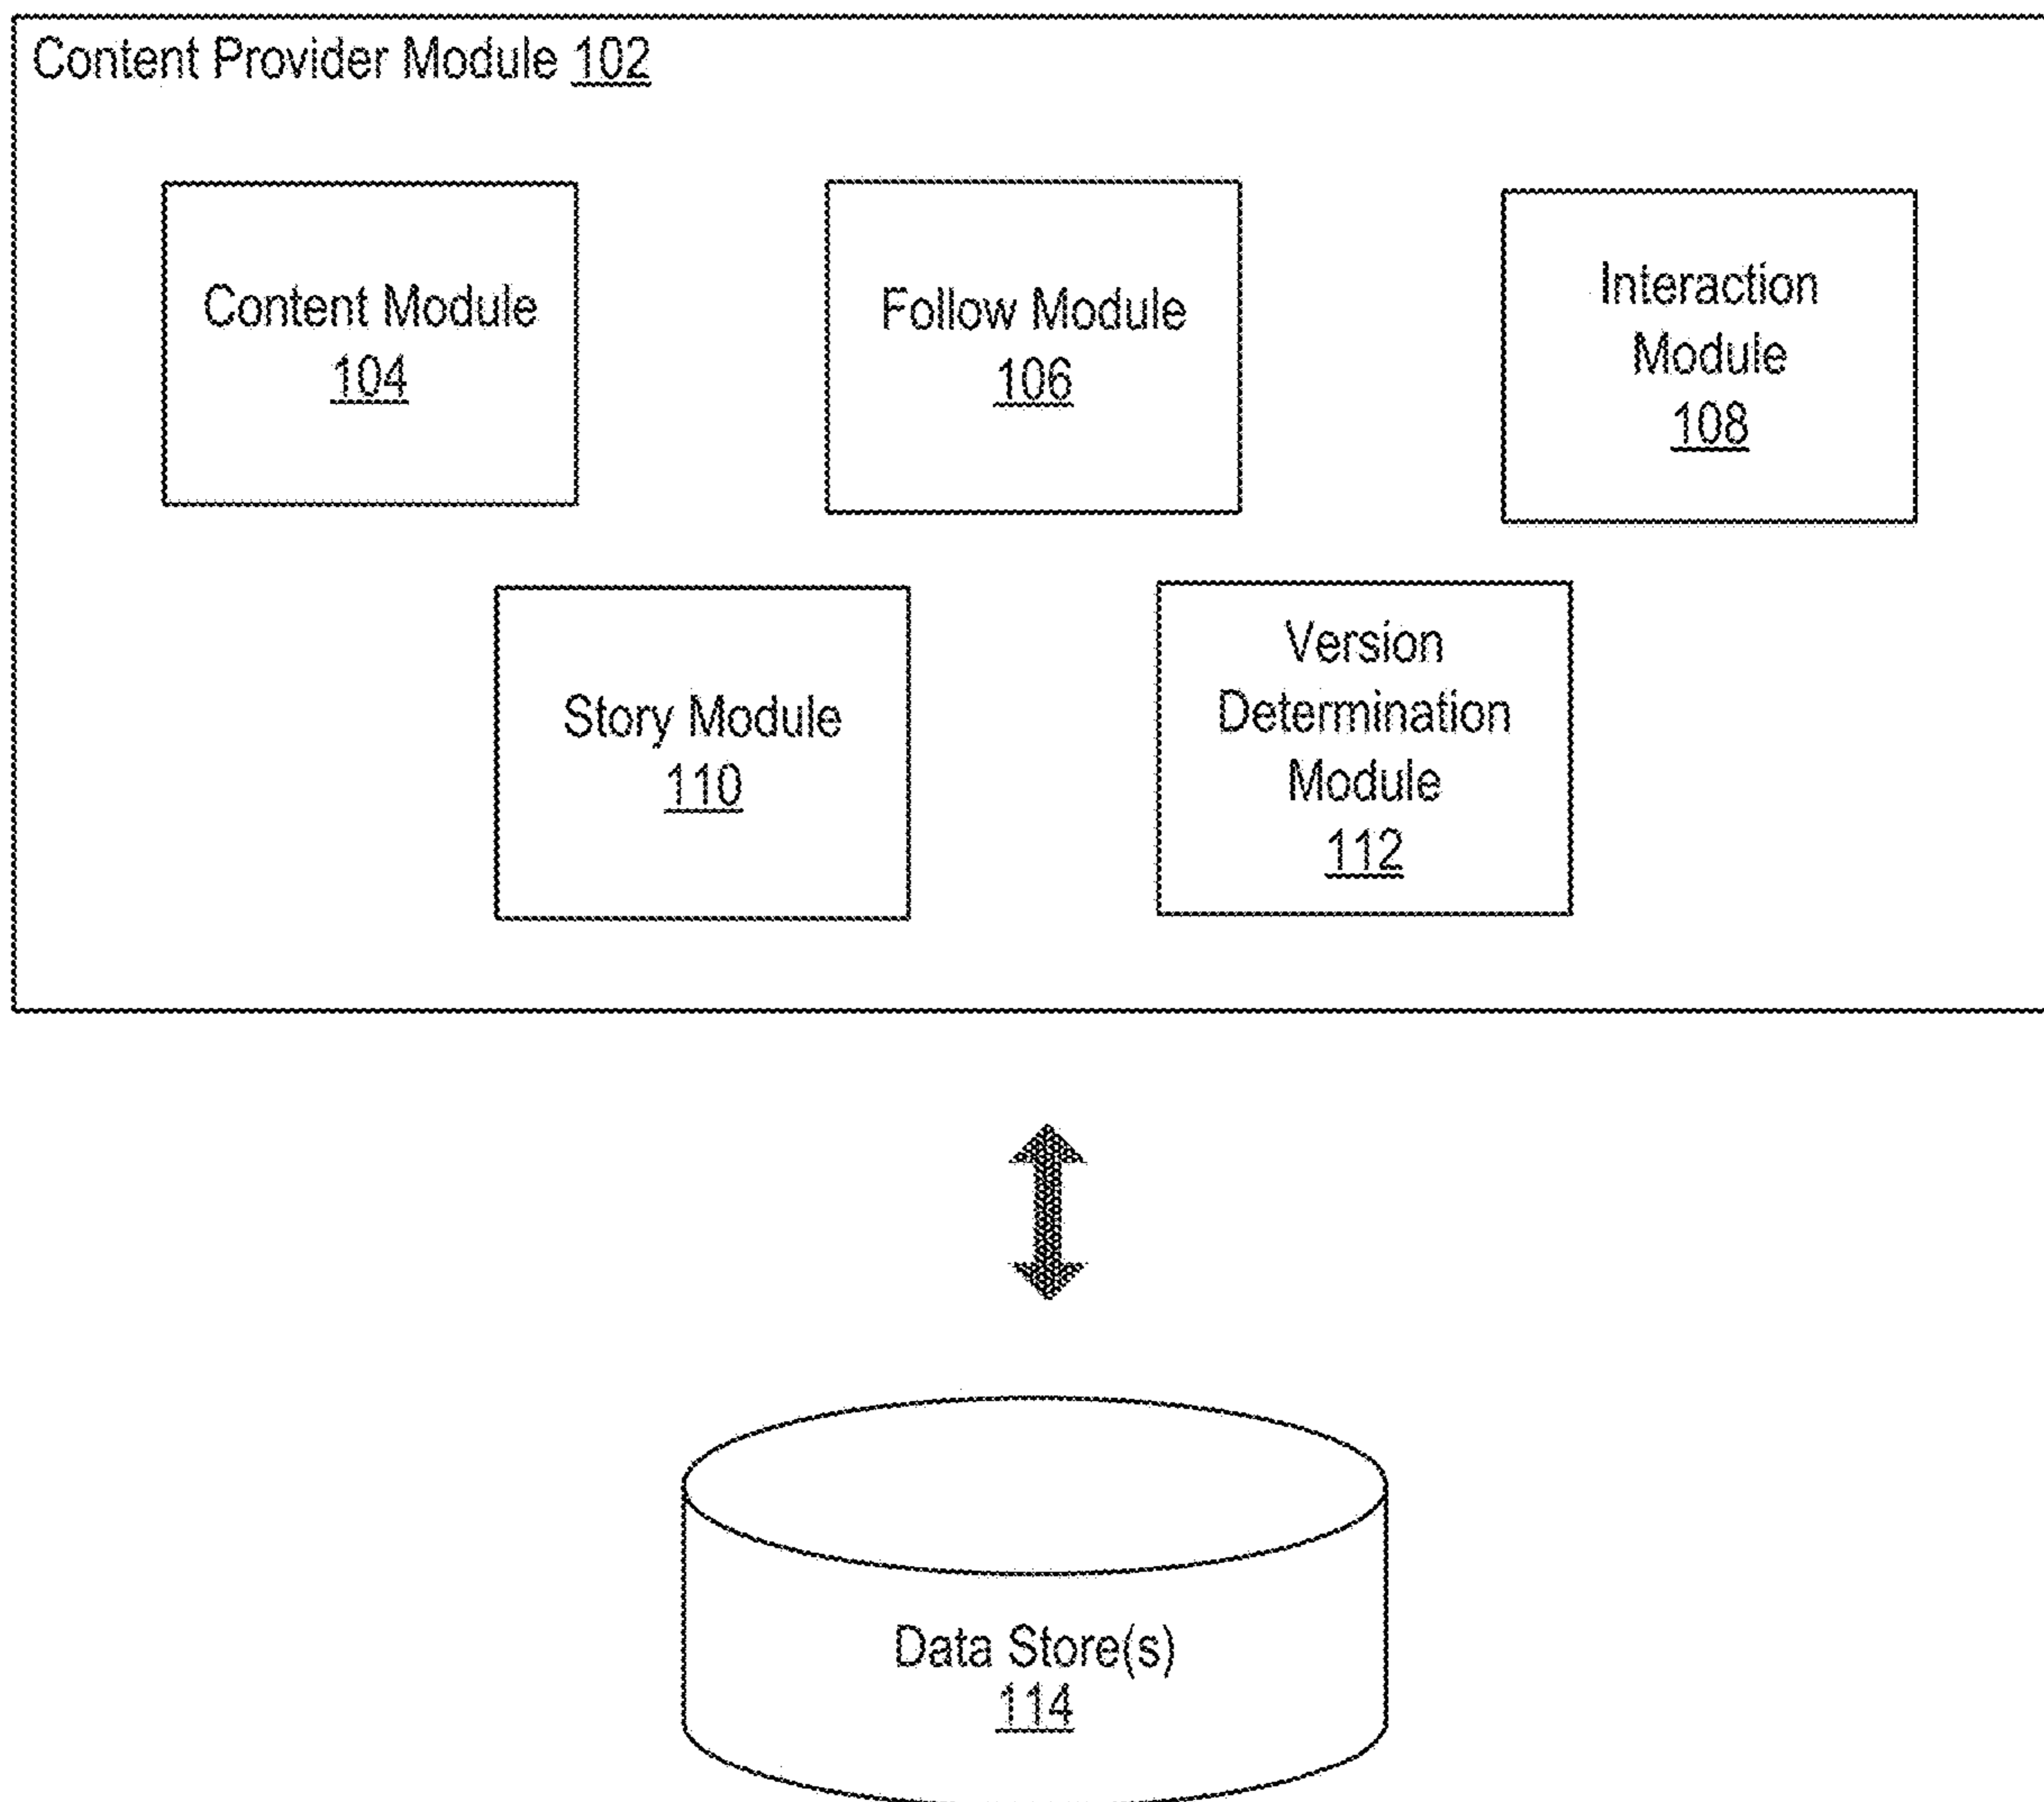 Content Provider Module 102
Content Module
104
Follow Module
106
Interaction
Module
108
Story Module
110
Version
Determination
Module
112
Data Store(s)
114